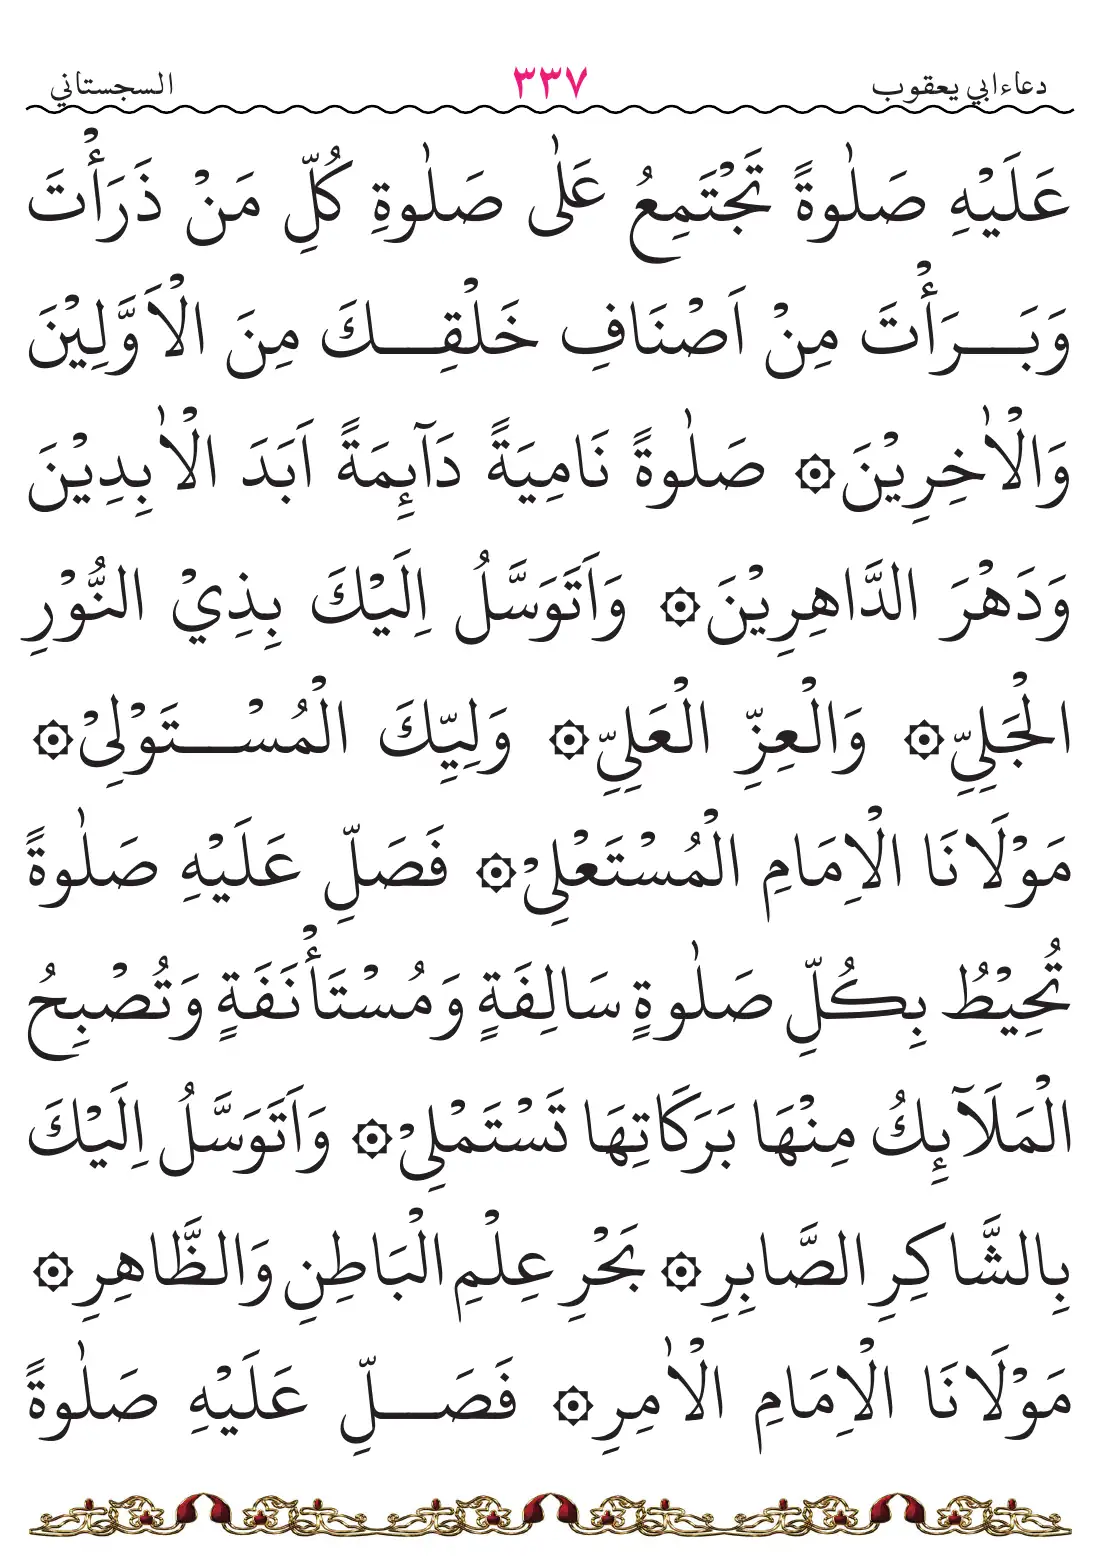 دعاء ابي يعقوب ٣٣٧ السجستاني
عَلَيْهِ صَلٰوةً تَجْتَمِعُ عَلٰى صَلٰوةِ كُلِّ مَنْ ذَرَأْتَ
وَبَرَأْتَ مِنْ اَصْنَافِ خَلْقِكَ مِنَ الْاَوَّلِيْنَ
وَالْاٰخِرِيْنَ۞ صَلٰوةً نَامِيَةً دَآئِمَةً اَبَدَ الْاٰبِدِيْنَ
وَدَهْرَ الدَّاهِرِيْنَ۞ وَاَتَوَسَّلُ اِلَيْكَ بِذِيْ النُّوْرِ
الْجَلِيِّ۞ وَالْعِزِّ الْعَلِيِّ۞ وَلِيِّكَ الْمُسْتَوْلِيْ۞
مَوْلَانَا الْاِمَامِ الْمُسْتَعْلِيْ۞ فَصَلِّ عَلَيْهِ صَلٰوةً
تُحِيْطُ بِكُلِّ صَلٰوةٍ سَالِفَةٍ وَمُسْتَأْنَفَةٍ وَتُصْبِحُ
الْمَلَآئِكُ مِنْهَا بَرَكَاتِهَا تَسْتَمْلِيْ۞ وَاَتَوَسَّلُ اِلَيْكَ
بِالشَّاكِرِ الصَّابِرِ۞ بَحْرِ عِلْمِ الْبَاطِنِ وَالظَّاهِرِ۞
مَوْلَانَا الْاِمَامِ الْاٰمِرِ۞ فَصَلِّ عَلَيْهِ صَلٰوةً